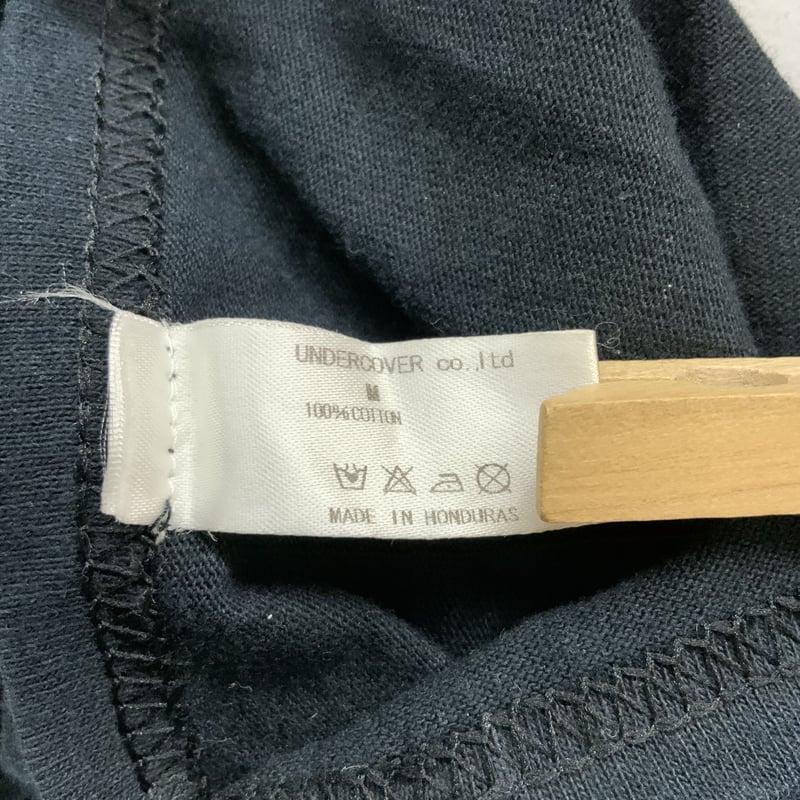 UNDERCOVER co.,ltd
M
100%COTTON
MADE IN HONDURAS